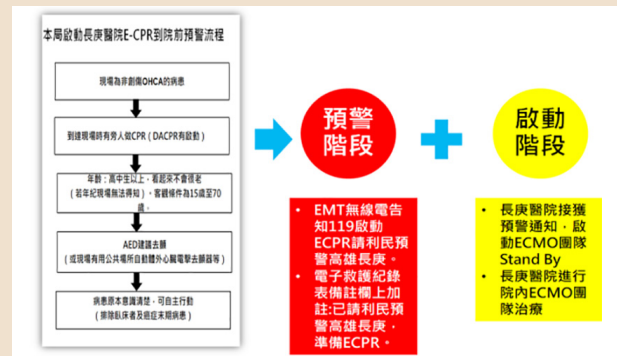 本局啟動長庚醫院E-CPR到院前預警流程
現場為非創傷OHCA的病患
到達現場時有旁人做CPR（DACPR有啟動）
年齡：高中生以上，看起來不會很老
（若年紀現場無法得知），客觀條件為15歲至70
歲。
AED建議去顫
（或現場有用公共場所自動體外心臟電擊去顫器等）
病患原本意識清楚，可自主行動
（排除臥床者及癌症末期病患）
預警
階段
• EMT無線電告
知119啟動
ECPR請利民預
警高雄長庚。
• 電子救護紀錄
表備註欄上加
註:已請利民預
警高雄長庚，
準備ECPR。
啟動
階段
• 長庚醫院接獲
預警通知，啟
動ECMO團隊
Stand By
• 長庚醫院進行
院內ECMO團
隊治療